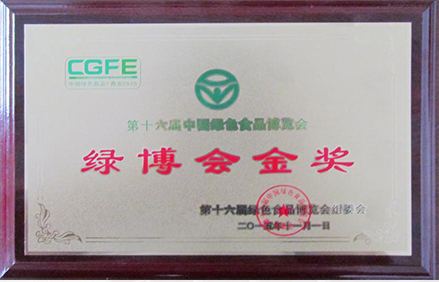 CGFE
第十六届中国绿色食品博览会
绿博会金奖
第十六届绿色食品博览会组委会
二〇一五年十一月一日